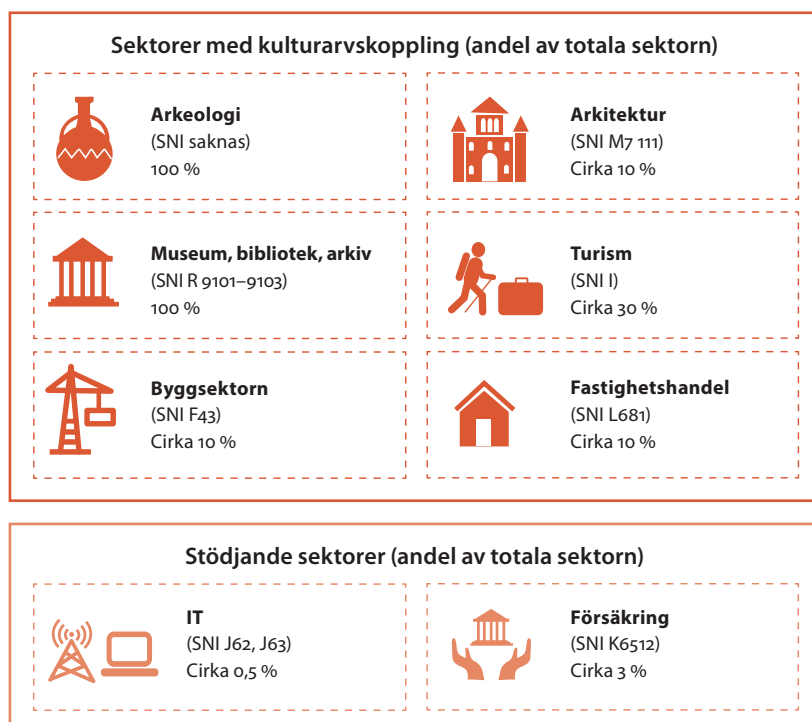 Sektorer med kulturarvskoppling (andel av totala sektorn)
Arkeologi
(SNI saknas)
100 %
Arkitektur
(SNI M7 111)
Cirka 10 %
Museum, bibliotek, arkiv
(SNI R 9101–9103)
100 %
Turism
(SNI I)
Cirka 30 %
Byggsektorn
(SNI F43)
Cirka 10 %
Fastighetshandel
(SNI L681)
Cirka 10 %
Stödjande sektorer (andel av totala sektorn)
IT
(SNI J62, J63)
Cirka 0,5 %
Försäkring
(SNI K6512)
Cirka 3 %